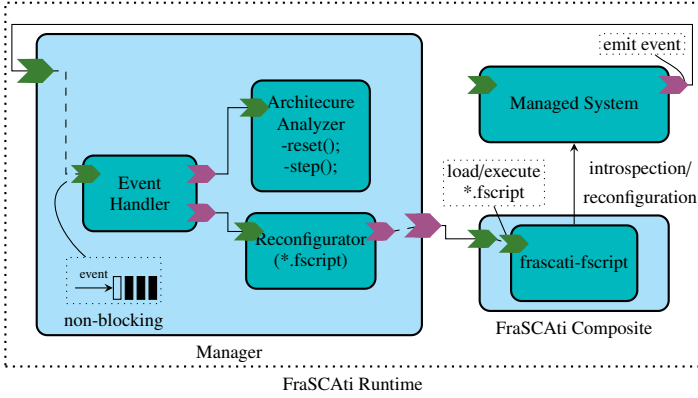 emit event
Architecure
Analyzer
-reset();
-step();
Managed System
Event
Handler
load/execute
*.fscript
introspection/
reconfiguration
Reconfigurator
(*.fscript)
frascati-fscript
event
non-blocking
FraSCAti Composite
Manager
FraSCAti Runtime